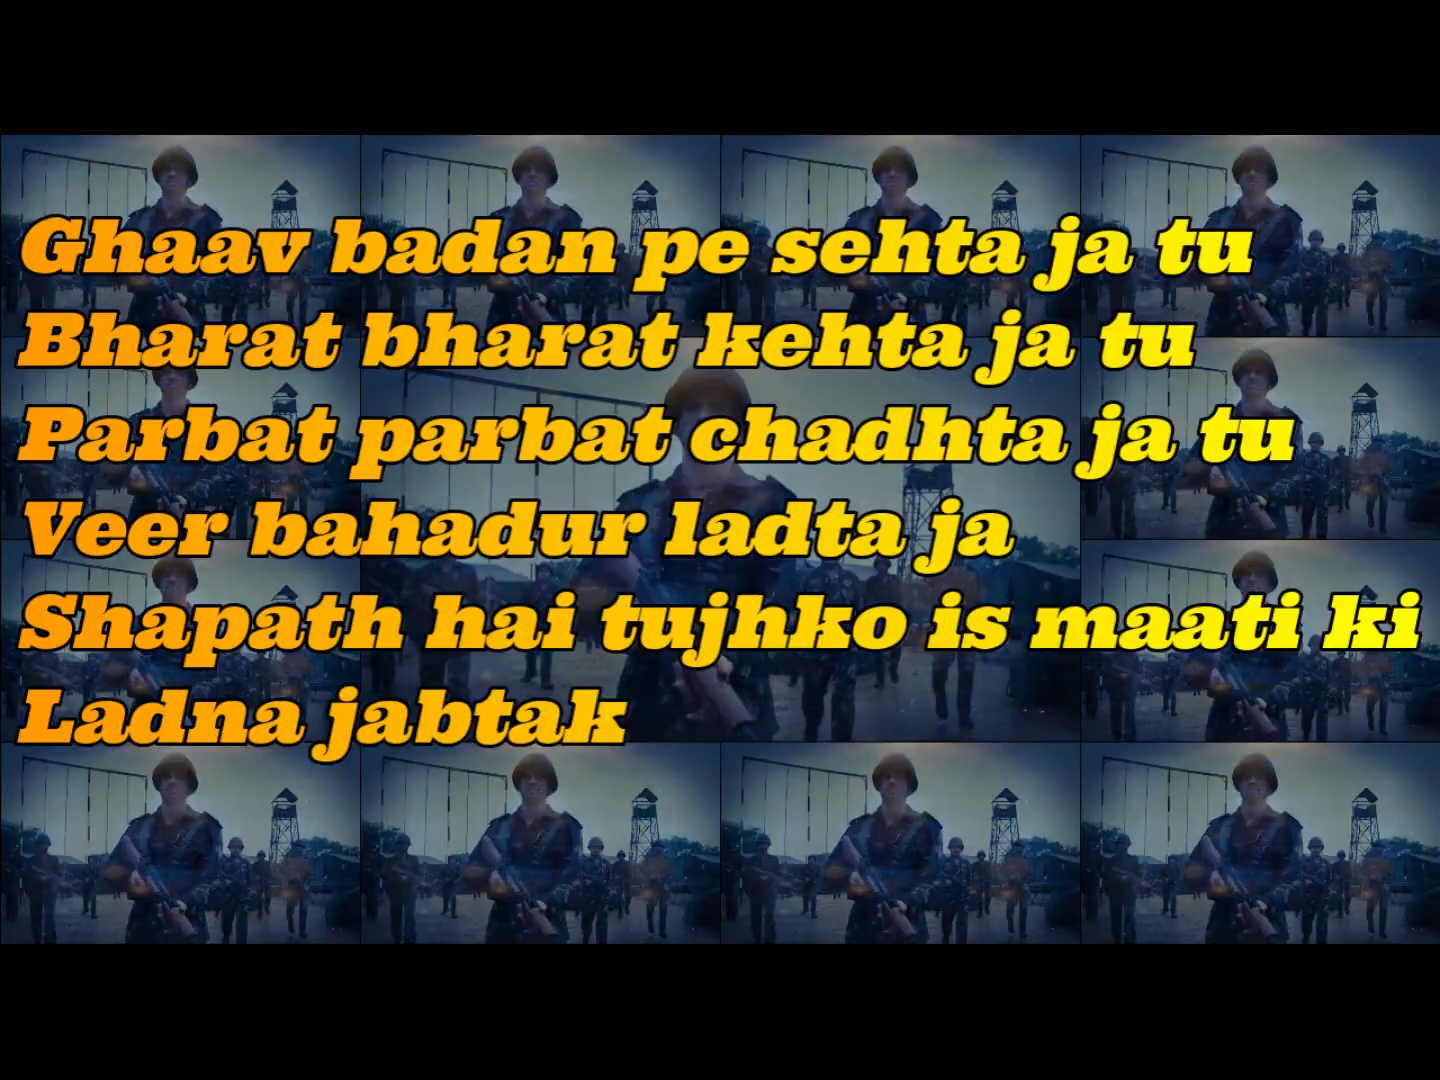 Ghaav badan pe sehta ja tu
Bharat bharat kehta ja tu
Parbat parbat chadhta ja tu
Veer bahadur ladta ja
Shapath hai tujhko is maati ki
Ladna jabtak